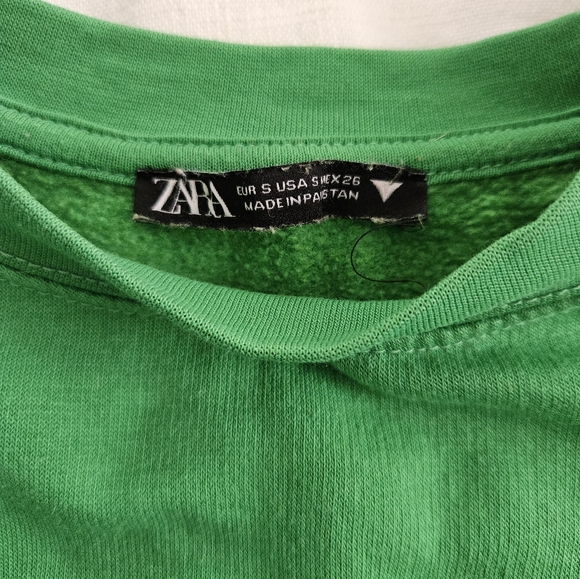 ZARA
EUR S USA S MEX 26
MADE IN PAKISTAN